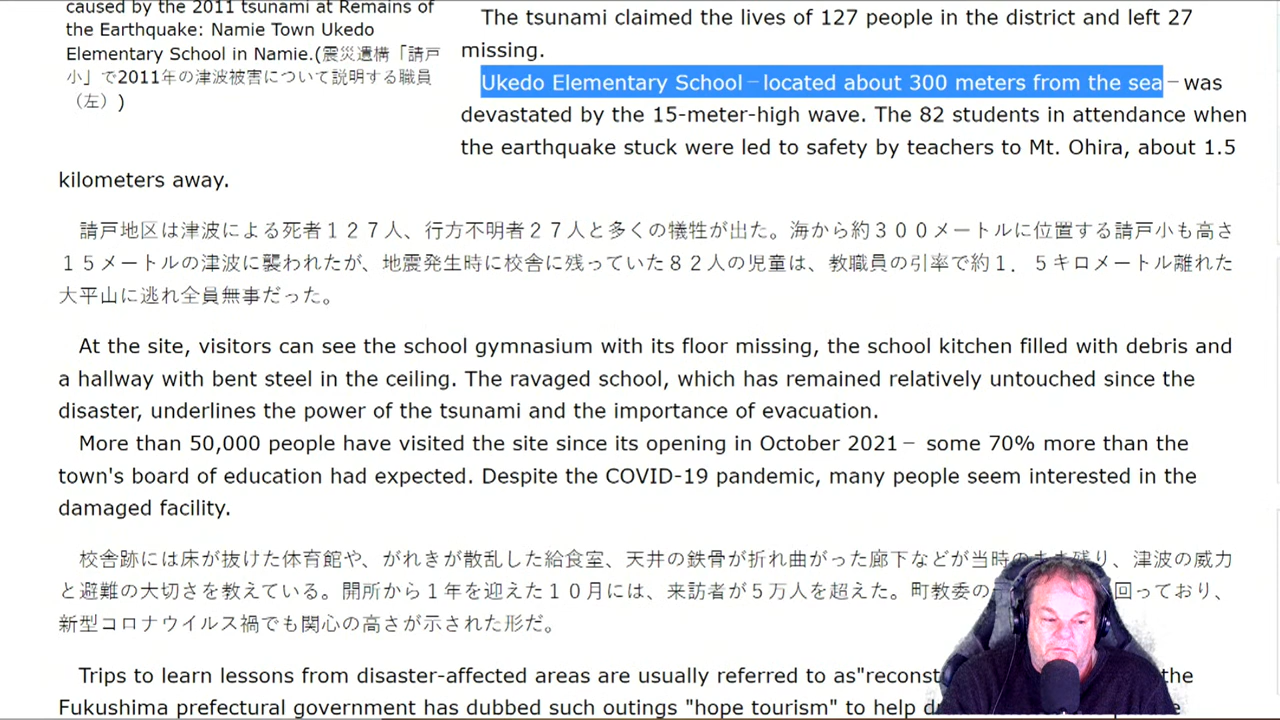 caused by the 2011 tsunami at Remains of
the Earthquake: Namie Town Ukedo
Elementary School in Namie.(震災遺構「請戸
小」で2011年の津波被害について説明する職員
（左）)
The tsunami claimed the lives of 127 people in the district and left 27
missing.
Ukedo Elementary School－located about 300 meters from the sea－was
devastated by the 15-meter-high wave. The 82 students in attendance when
the earthquake stuck were led to safety by teachers to Mt. Ohira, about 1.5
kilometers away.
請戸地区は津波による死者１２７人、行方不明者２７人と多くの犠牲が出た。海から約３００メートルに位置する請戸小も高さ
１５メートルの津波に襲われたが、地震発生時に校舎に残っていた８２人の児童は、教職員の引率で約１．５キロメートル離れた
大平山に逃れ全員無事だった。
At the site, visitors can see the school gymnasium with its floor missing, the school kitchen filled with debris and
a hallway with bent steel in the ceiling. The ravaged school, which has remained relatively untouched since the
disaster, underlines the power of the tsunami and the importance of evacuation.
More than 50,000 people have visited the site since its opening in October 2021－ some 70% more than the
town's board of education had expected. Despite the COVID-19 pandemic, many people seem interested in the
damaged facility.
校舎跡には床が抜けた体育館や、がれきが散乱した給食室、天井の鉄骨が折れ曲がった廊下などが当時のまま残り、津波の威力
と避難の大切さを教えている。開所から１年を迎えた１０月には、来訪者が５万人を超えた。町教委の 回っており、
新型コロナウイルス禍でも関心の高さが示された形だ。
Trips to learn lessons from disaster-affected areas are usually referred to as"reconst the
Fukushima prefectural government has dubbed such outings "hope tourism" to help